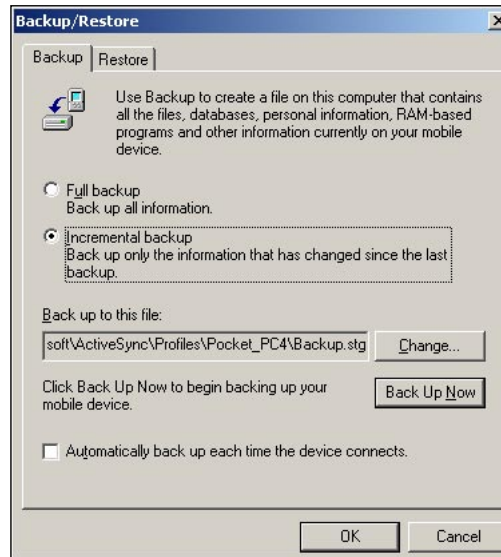 Backup/Restore
Backup
Restore
Use Backup to create a file on this computer that contains
all the files, databases, personal information, RAM-based
programs and other information currently on your mobile
device.
Full backup
Back up all information.
Incremental backup
Back up only the information that has changed since the last
backup.
Back up to this file:
soft\ActiveSync\Profiles\Pocket_PC4\Backup.stg
Change...
Click Back Up Now to begin backing up your
mobile device.
Back Up Now
Automatically back up each time the device connects.
OK
Cancel